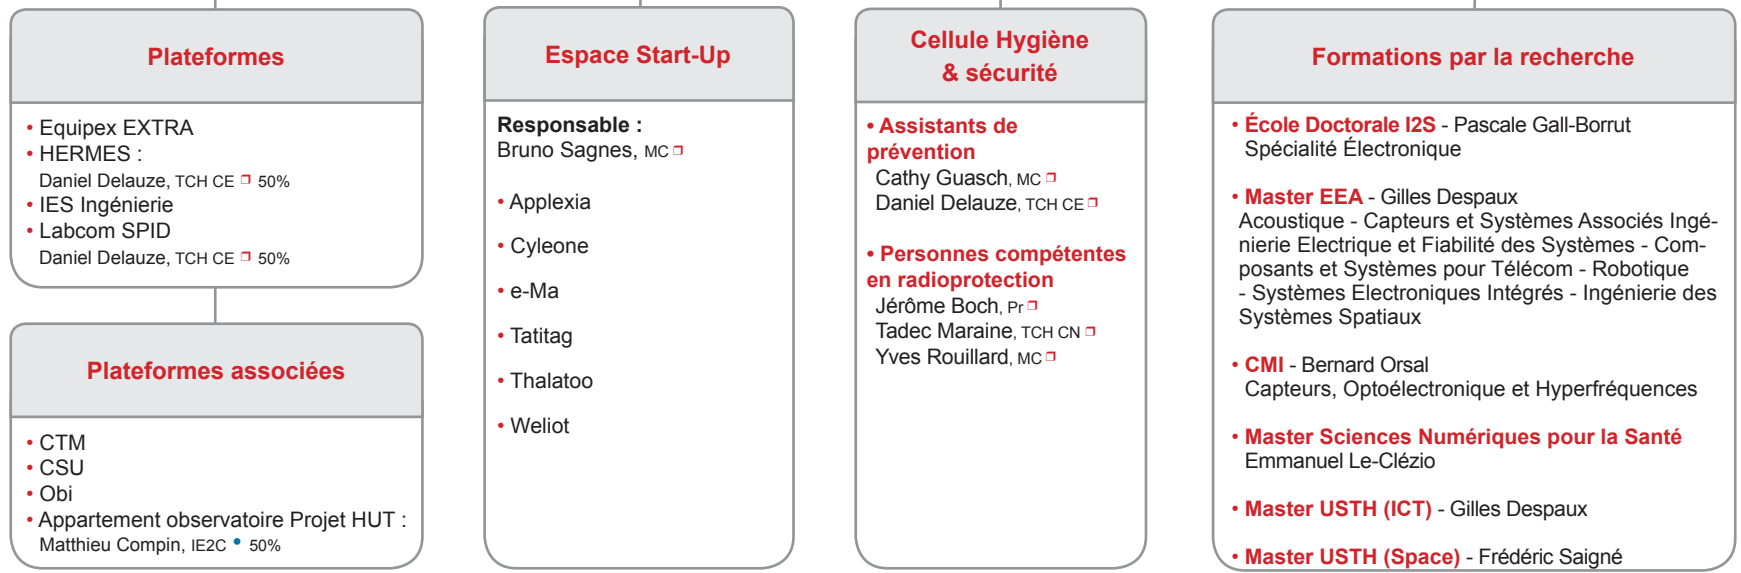 Plateformes
• Equipex EXTRA
• HERMES :
Daniel Delauze, TCH CE ❒ 50%
• IES Ingénierie
• Labcom SPID
Daniel Delauze, TCH CE ❒ 50%
Plateformes associées
• CTM
• CSU
• Obi
• Appartement observatoire Projet HUT :
Matthieu Compin, IE2C • 50%
Espace Start-Up
Responsable :
Bruno Sagnes, MC ❒
• Applexia
• Cyleone
• e-Ma
• Tatitag
• Thalatoo
• Weliot
Cellule Hygiène
& sécurité
• Assistants de
prévention
Cathy Guasch, MC ❒
Daniel Delauze, TCH CE ❒
• Personnes compétentes
en radioprotection
Jérôme Boch, Pr ❒
Tadec Maraine, TCH CN ❒
Yves Rouillard, MC ❒
Formations par la recherche
• École Doctorale I2S - Pascale Gall-Borrut
Spécialité Électronique
• Master EEA - Gilles Despaux
Acoustique - Capteurs et Systèmes Associés Ingé-
nierie Electrique et Fiabilité des Systèmes - Com-
posants et Systèmes pour Télécom - Robotique
- Systèmes Electroniques Intégrés - Ingénierie des
Systèmes Spatiaux
• CMI - Bernard Orsal
Capteurs, Optoélectronique et Hyperfréquences
• Master Sciences Numériques pour la Santé
Emmanuel Le-Clézio
• Master USTH (ICT) - Gilles Despaux
• Master USTH (Space) - Frédéric Saigné